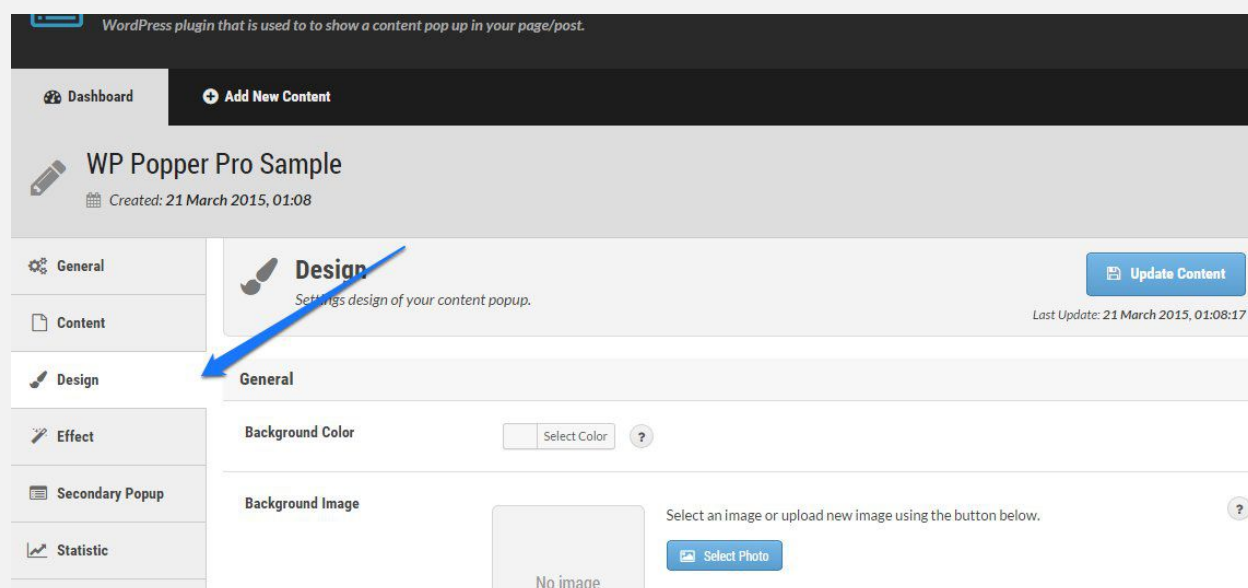 WordPress plugin that is used to to show a content pop up in your page/post.
Dashboard
Add New Content
WP Popper Pro Sample
Created: 21 March 2015, 01:08
General
Content
Design
Effect
Secondary Popup
Statistic
Design
Settings design of your content popup.
Update Content
Last Update: 21 March 2015, 01:08:17
General
Background Color
Select Color
?
Background Image
No image
Select an image or upload new image using the button below.
?
Select Photo